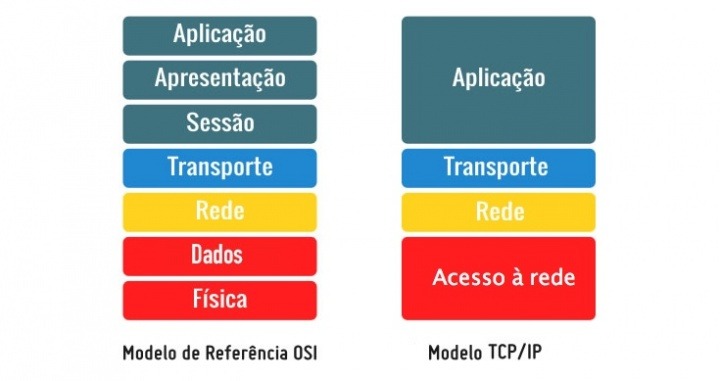 Aplicação
Apresentação
Sessão
Transporte
Rede
Dados
Física
Modelo de Referência OSI
Aplicação
Transporte
Rede
Acesso à rede
Modelo TCP/IP